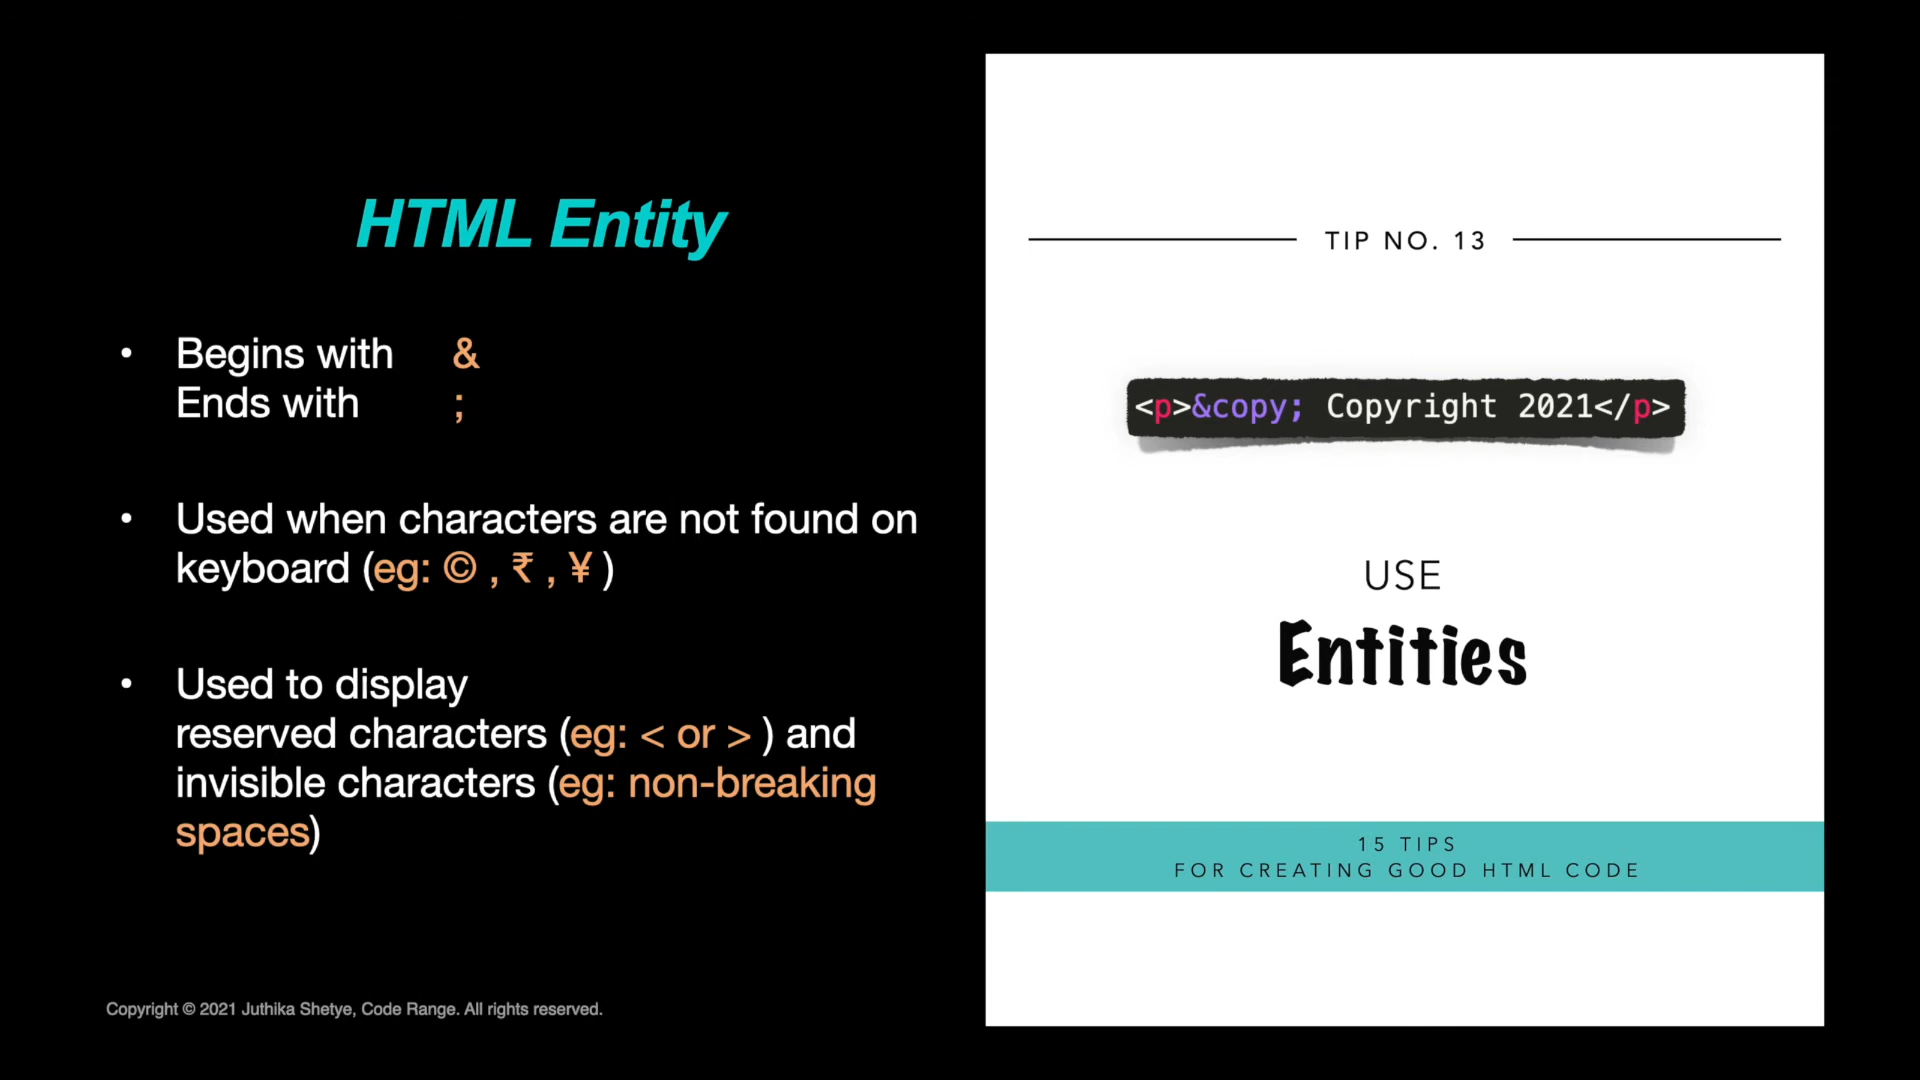 HTML Entity
• Begins with &
Ends with ;
• Used when characters are not found on
keyboard (eg: © , ₹ , ¥ )
• Used to display
reserved characters (eg: < or > ) and
invisible characters (eg: non-breaking
spaces)
Copyright © 2021 Juthika Shetye, Code Range. All rights reserved.
TIP NO. 13
<p>&copy; Copyright 2021</p>
USE
Entities
15 TIPS
FOR CREATING GOOD HTML CODE